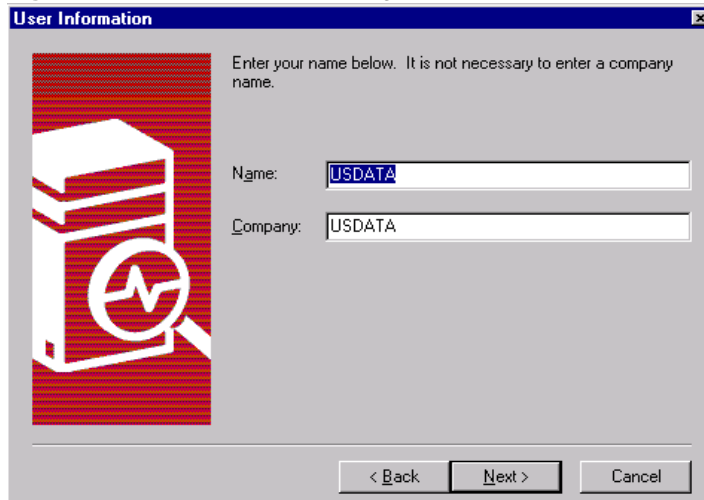 User Information
Enter your name below. It is not necessary to enter a company
name.
Name: USDATA
Company: USDATA
< Back Next > Cancel